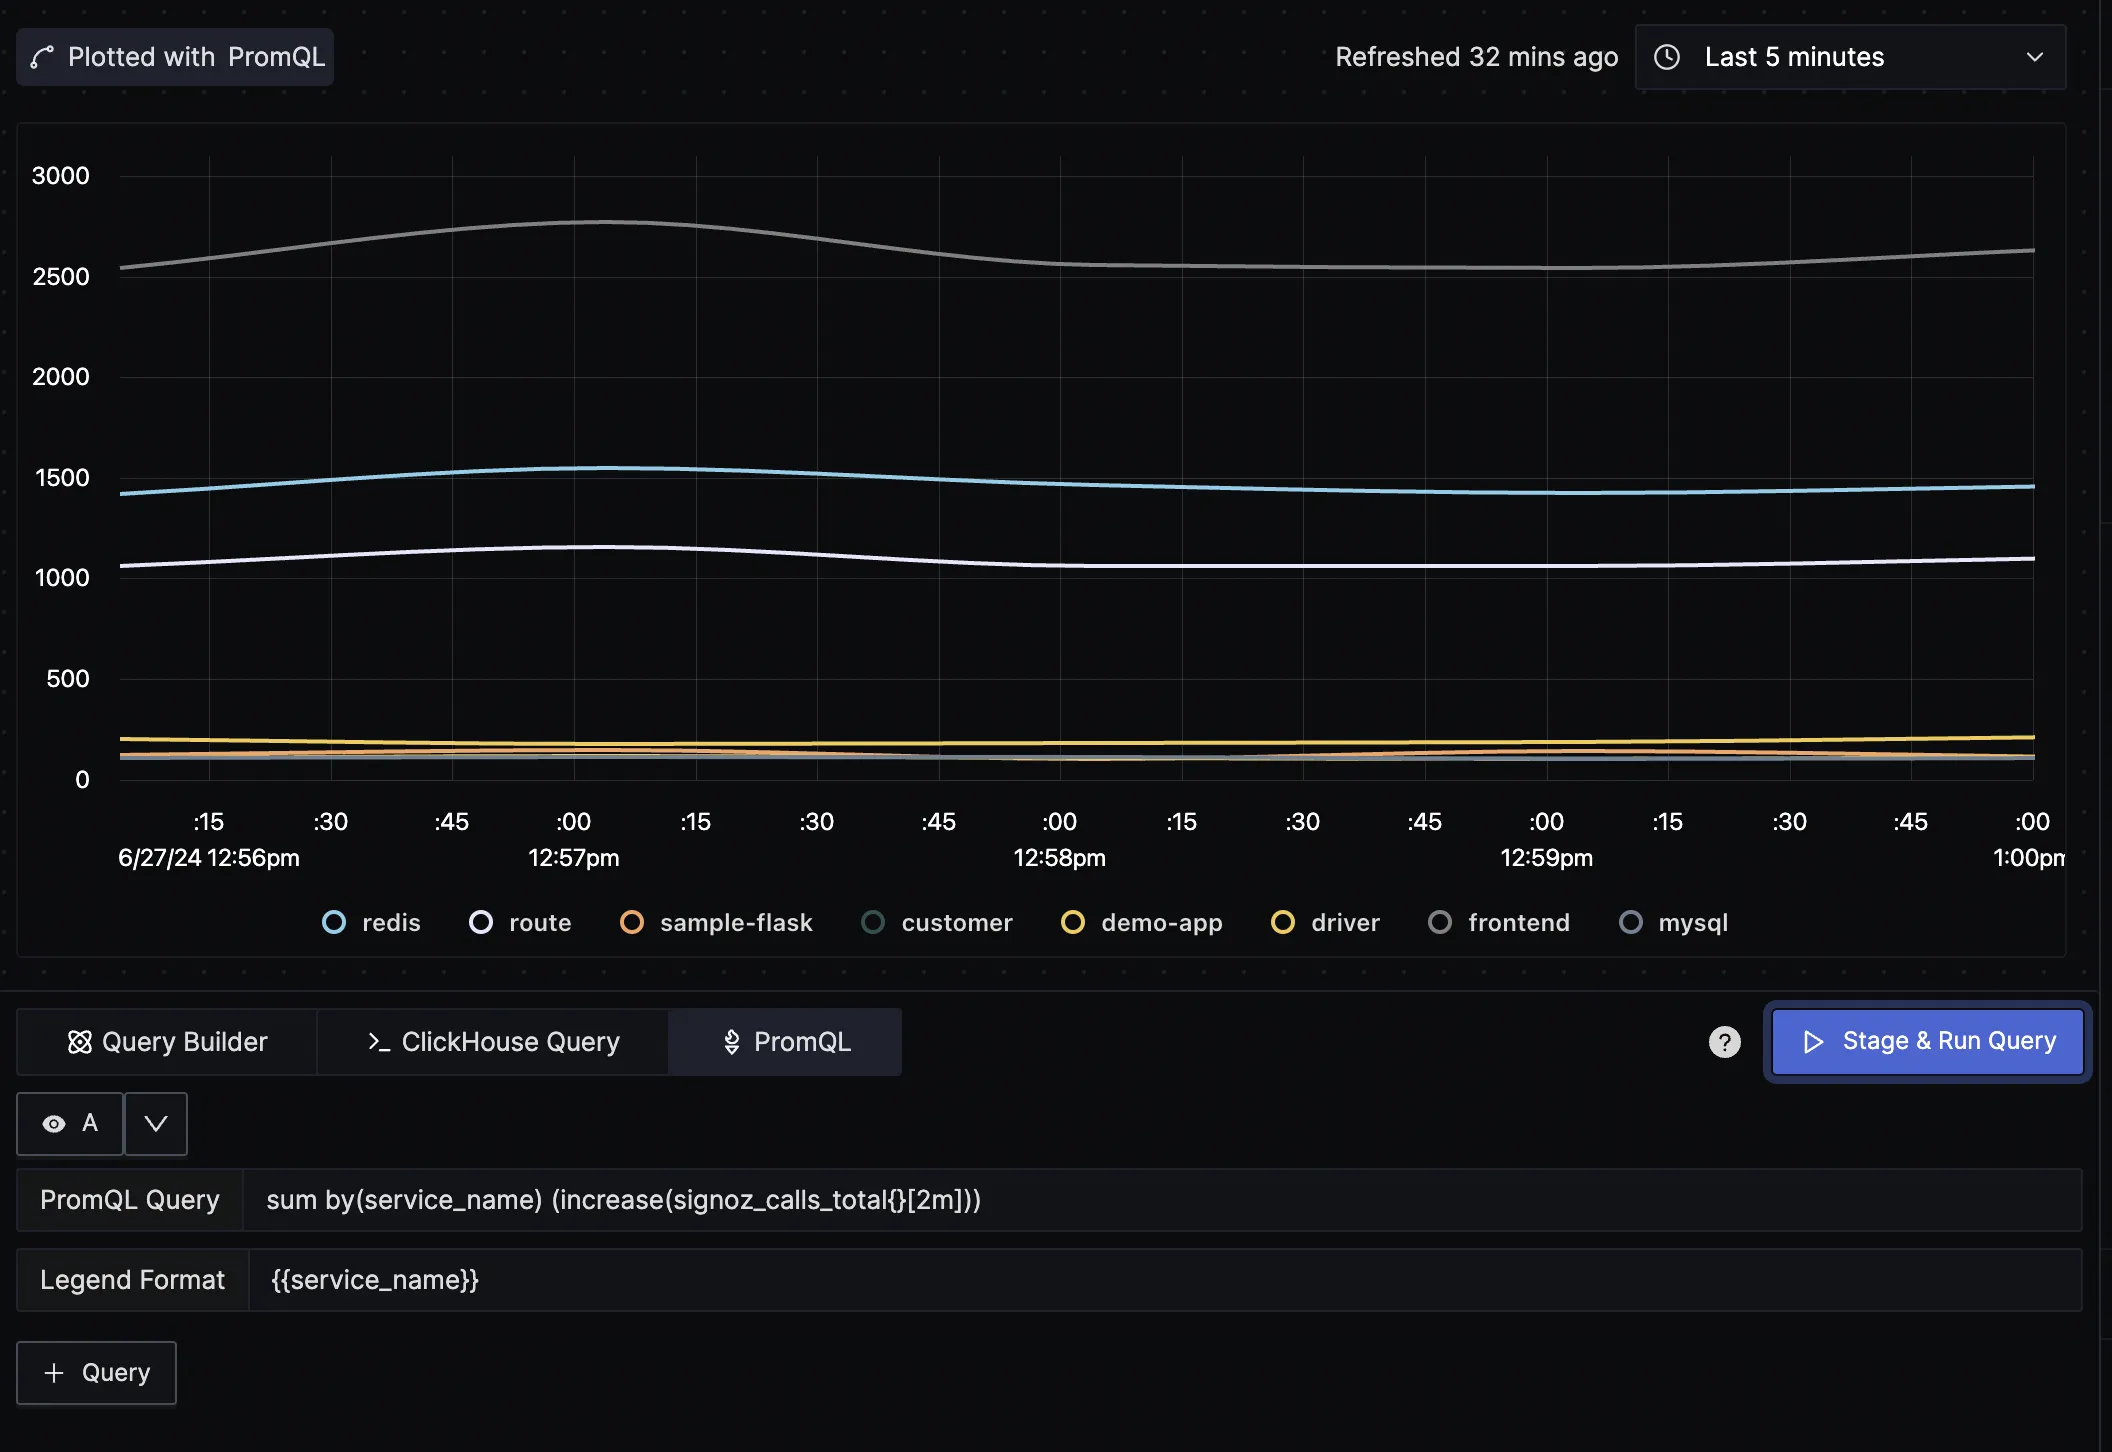 Plotted with PromQL
Refreshed 32 mins ago
Last 5 minutes
3000
2500
2000
1500
1000
500
0
:15 :30 :45 :00 :15 :30 :45 :00 :15 :30 :45 :00 :15 :30 :45 :00
6/27/24 12:56pm 12:57pm 12:58pm 12:59pm 1:00pm
redis route sample-flask customer demo-app driver frontend mysql
Query Builder ClickHouse Query PromQL
? Stage & Run Query
A
PromQL Query sum by(service_name) (increase(signoz_calls_total{}[2m]))
Legend Format {{service_name}}
+ Query